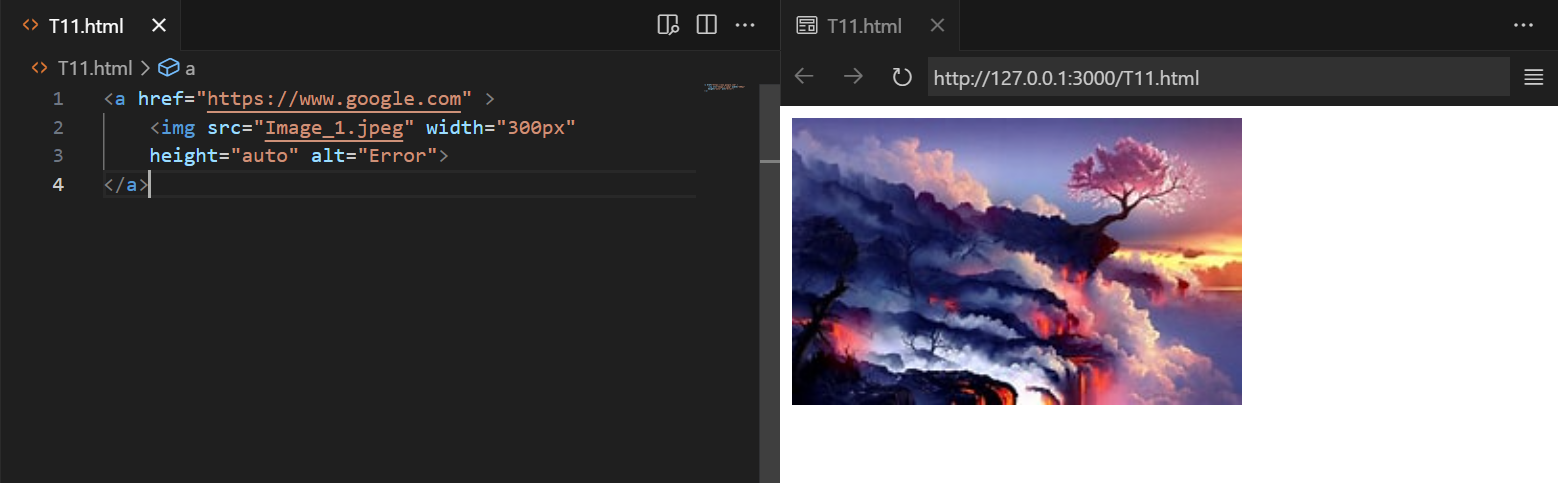 T11.html
T11.html > a
1 <a href="https://www.google.com" >
2 <img src="Image_1.jpeg" width="300px"
3 height="auto" alt="Error">
4 </a>
T11.html
http://127.0.0.1:3000/T11.html